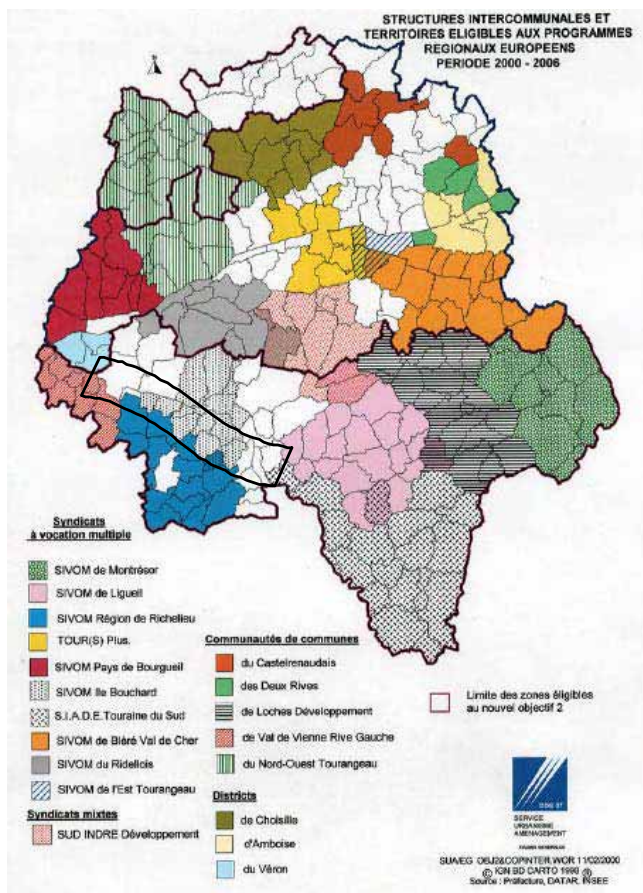 STRUCTURES INTERCOMMUNALES ET
TERRITOIRES ELIGIBLES AUX PROGRAMMES
REGIONAUX EUROPEENS
PERIODE 2000 - 2006
Syndicats
à vocation multiple
SIVOM de Montrésor
SIVOM de Ligueil
SIVOM Région de Richelieu
TOUR(S) Plus.
SIVOM Pays de Bourgueil
SIVOM Ile Bouchard
S.I.A.D.E.Touraine du Sud
SIVOM de Bléré Val de Cher
SIVOM du Ridellois
SIVOM de l'Est Tourangeau
Syndicats mixtes
SUD INDRE Développement
Communautés de communes
du Castelrenaudais
des Deux Rives
de Loches Développement
de Val de Vienne Rive Gauche
du Nord-Ouest Tourangeau
Districts
de Choisille
d'Amboise
du Véron
Limite des zones éligibles
au nouvel objectif 2
SERVICE
URBANISME
AMENAGEMENT
SUA/EG OBJ2&COPINTER.WOR 11/02/2000
© IGN BD CARTO 1998 ®
Source : Préfecture, DATAR, INSEE